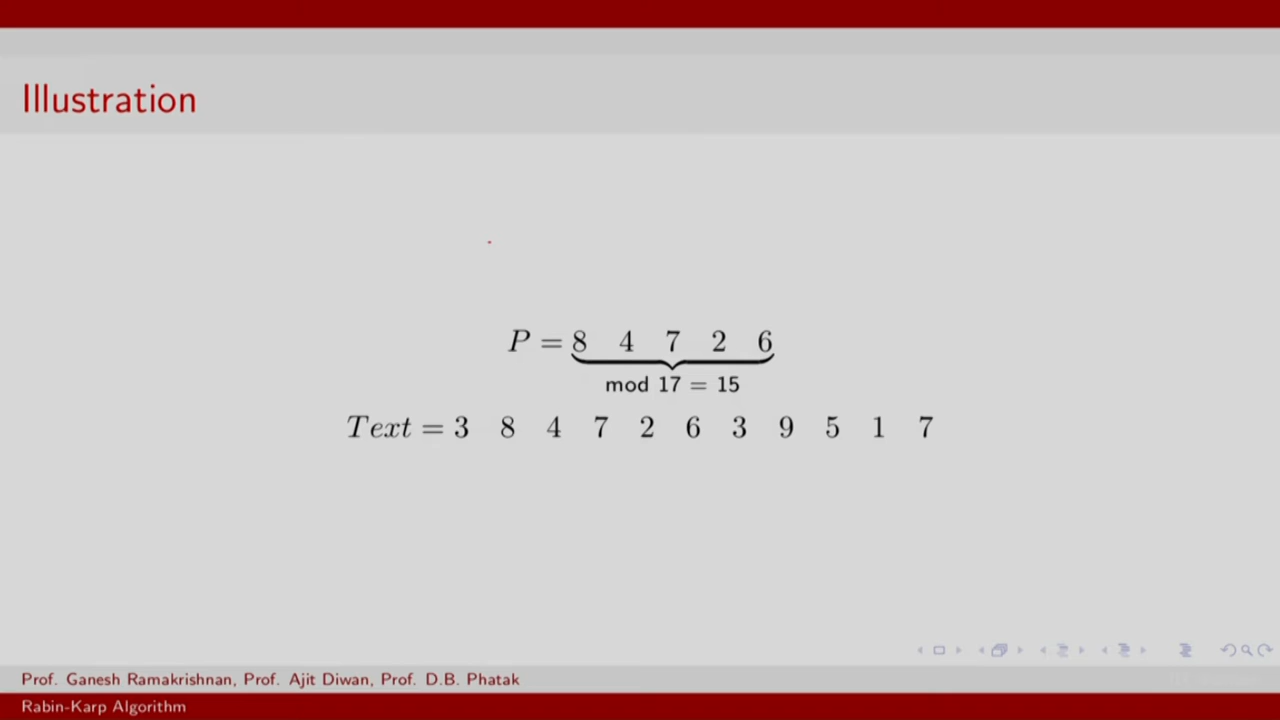 Illustration
P = 8 4 7 2 6
mod 17 = 15
Text = 3 8 4 7 2 6 3 9 5 1 7
Prof. Ganesh Ramakrishnan, Prof. Ajit Diwan, Prof. D.B. Phatak
Rabin-Karp Algorithm